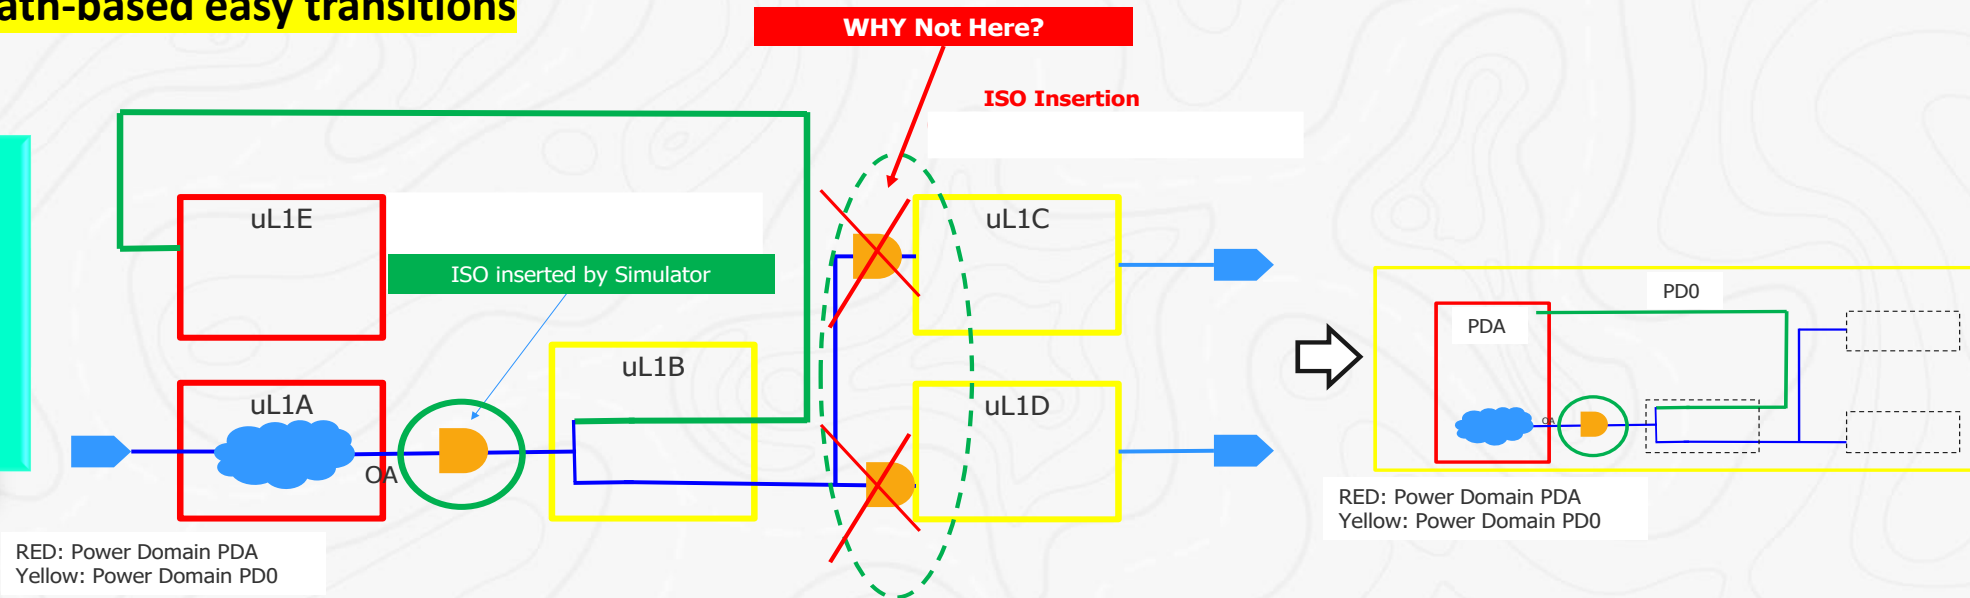 ath-based easy transitions
WHY Not Here?
ISO Insertion
uL1E
uL1C
ISO inserted by Simulator
uL1B
uL1A
OA
uL1D
RED: Power Domain PDA
Yellow: Power Domain PD0
PD0
PDA
OA
RED: Power Domain PDA
Yellow: Power Domain PD0